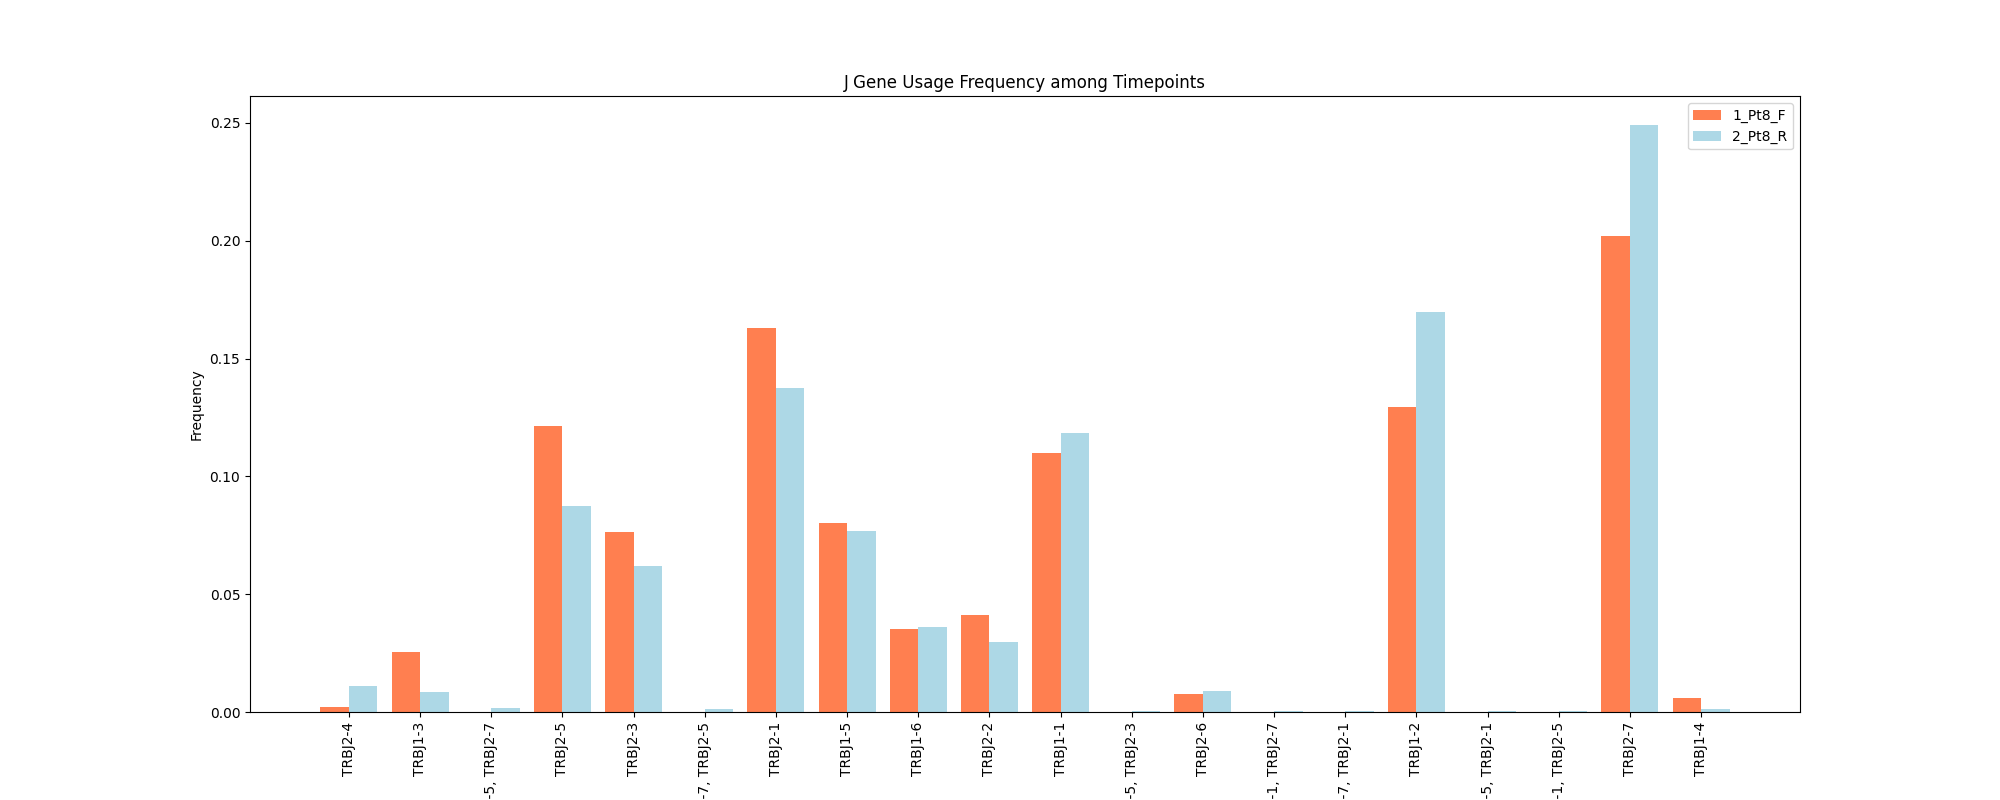 J Gene Usage Frequency among Timepoints
1_Pt8_F
2_Pt8_R
Frequency
0.25
0.20
0.15
0.10
0.05
0.00
TRBJ2-4
TRBJ1-3
-5, TRBJ2-7
TRBJ2-5
TRBJ2-3
-7, TRBJ2-5
TRBJ2-1
TRBJ1-5
TRBJ1-6
TRBJ2-2
TRBJ1-1
-5, TRBJ2-3
TRBJ2-6
-1, TRBJ2-7
-7, TRBJ2-1
TRBJ1-2
-5, TRBJ2-1
-1, TRBJ2-5
TRBJ2-7
TRBJ1-4